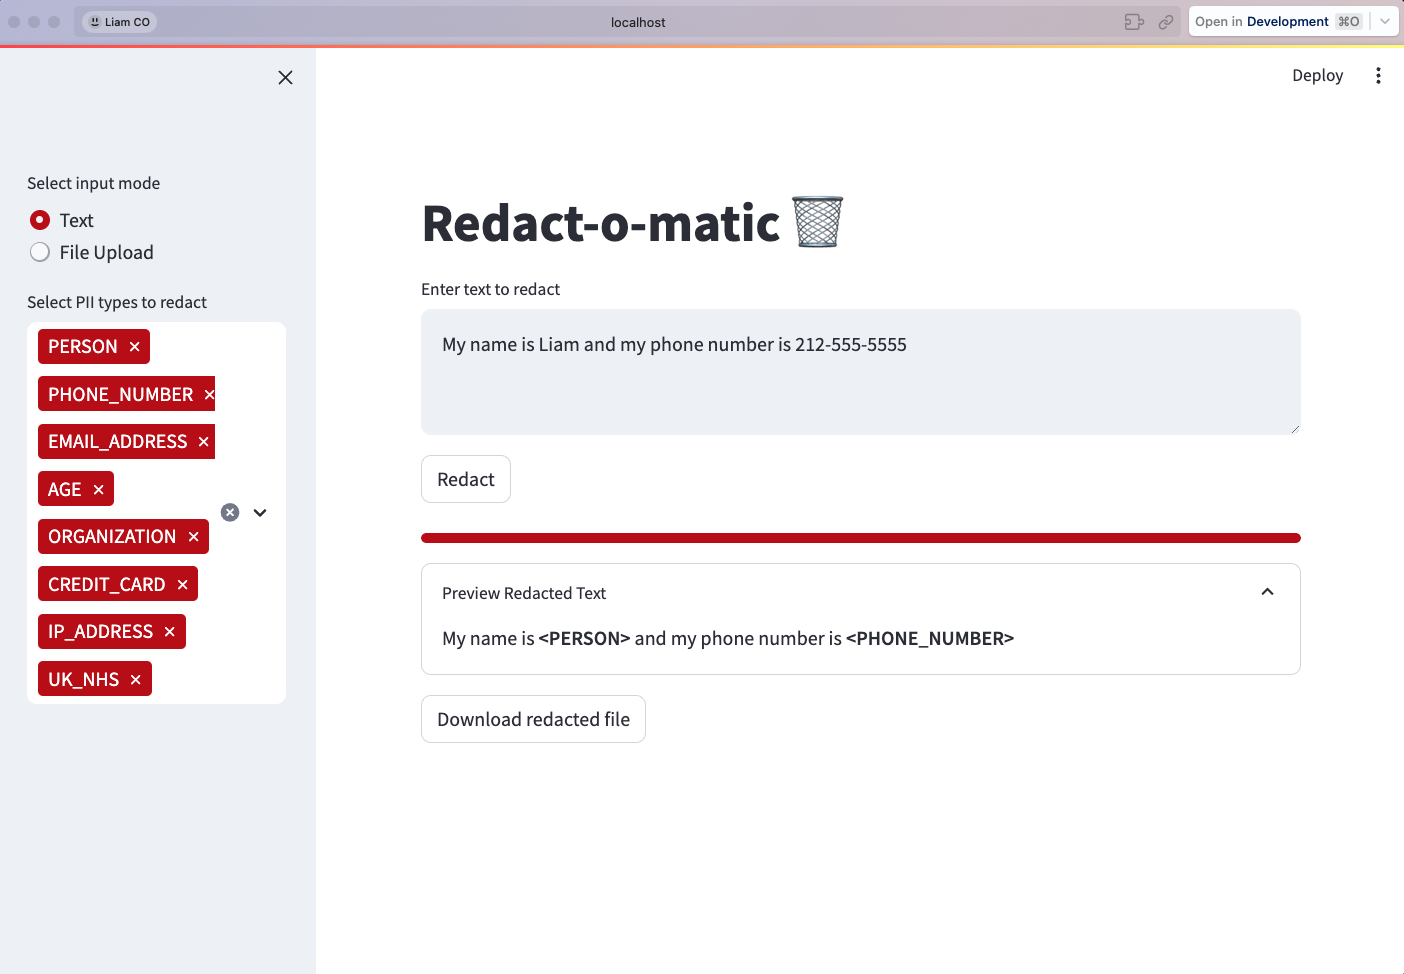 Liam CO
localhost
Open in Development ⌘O
Deploy
Select input mode
Text
File Upload
Select PII types to redact
PERSON
PHONE_NUMBER
EMAIL_ADDRESS
AGE
ORGANIZATION
CREDIT_CARD
IP_ADDRESS
UK_NHS
Redact-o-matic
Enter text to redact
My name is Liam and my phone number is 212-555-5555
Redact
Preview Redacted Text
My name is <PERSON> and my phone number is <PHONE_NUMBER>
Download redacted file